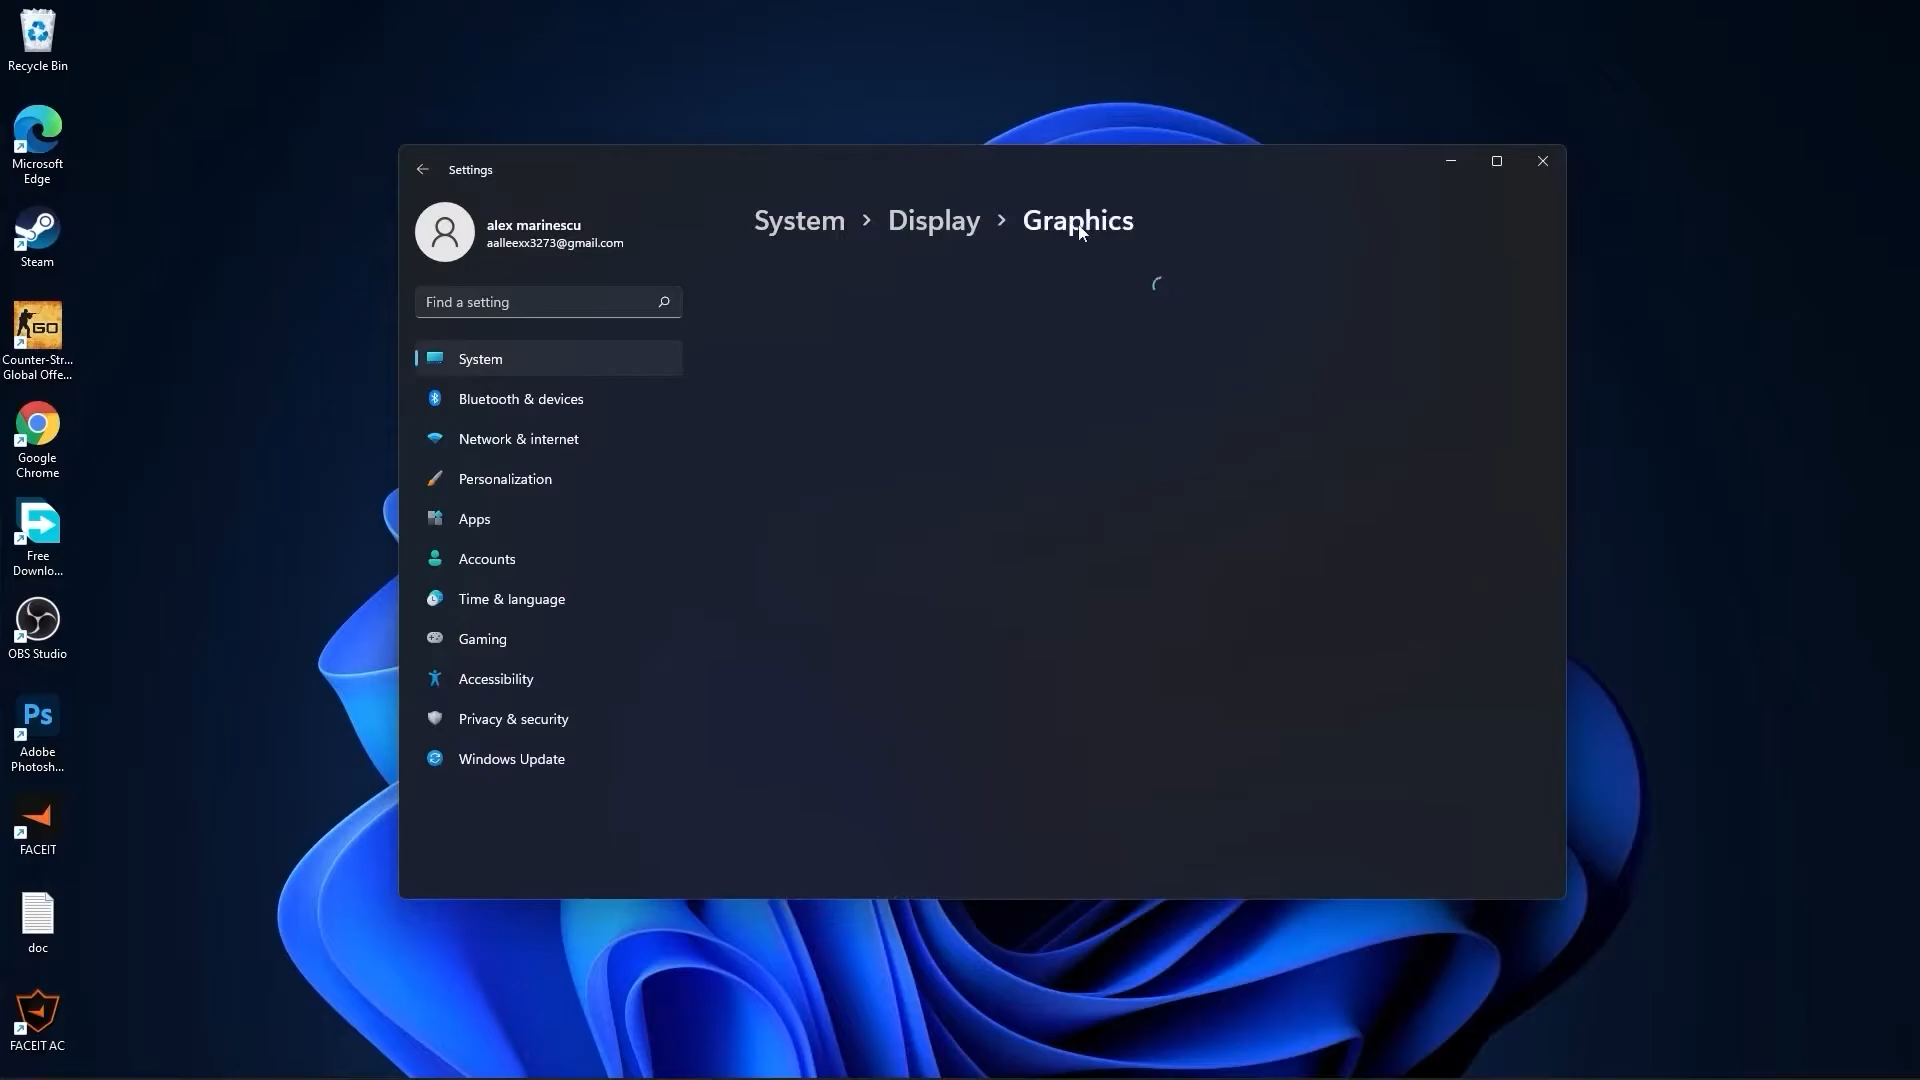 Recycle Bin
Microsoft
Edge
Steam
GO
Counter-Str...
Global Offe...
Google
Chrome
Free
Downlo...
OBS Studio
Ps
Adobe
Photosh...
FACEIT
doc
FACEIT AC
Settings
alex marinescu
aalleexx3273@gmail.com
Find a setting
System
Bluetooth & devices
Network & internet
Personalization
Apps
Accounts
Time & language
Gaming
Accessibility
Privacy & security
Windows Update
System > Display > Graphics